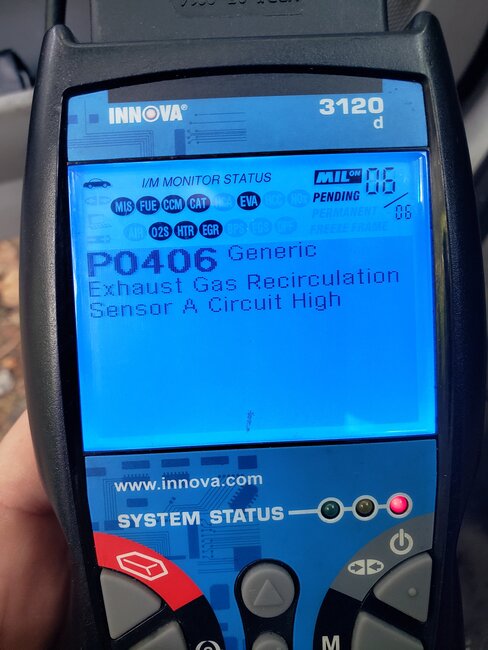 INNOVA®
3120
d
I/M MONITOR STATUS
MIL ON
06
PENDING
PERMANENT
06
FREEZE FRAME
MIS FUE CCM CAT EVA
O2S HTR EGR
P0406 Generic
Exhaust Gas Recirculation
Sensor A Circuit High
www.innova.com
SYSTEM STATUS
M